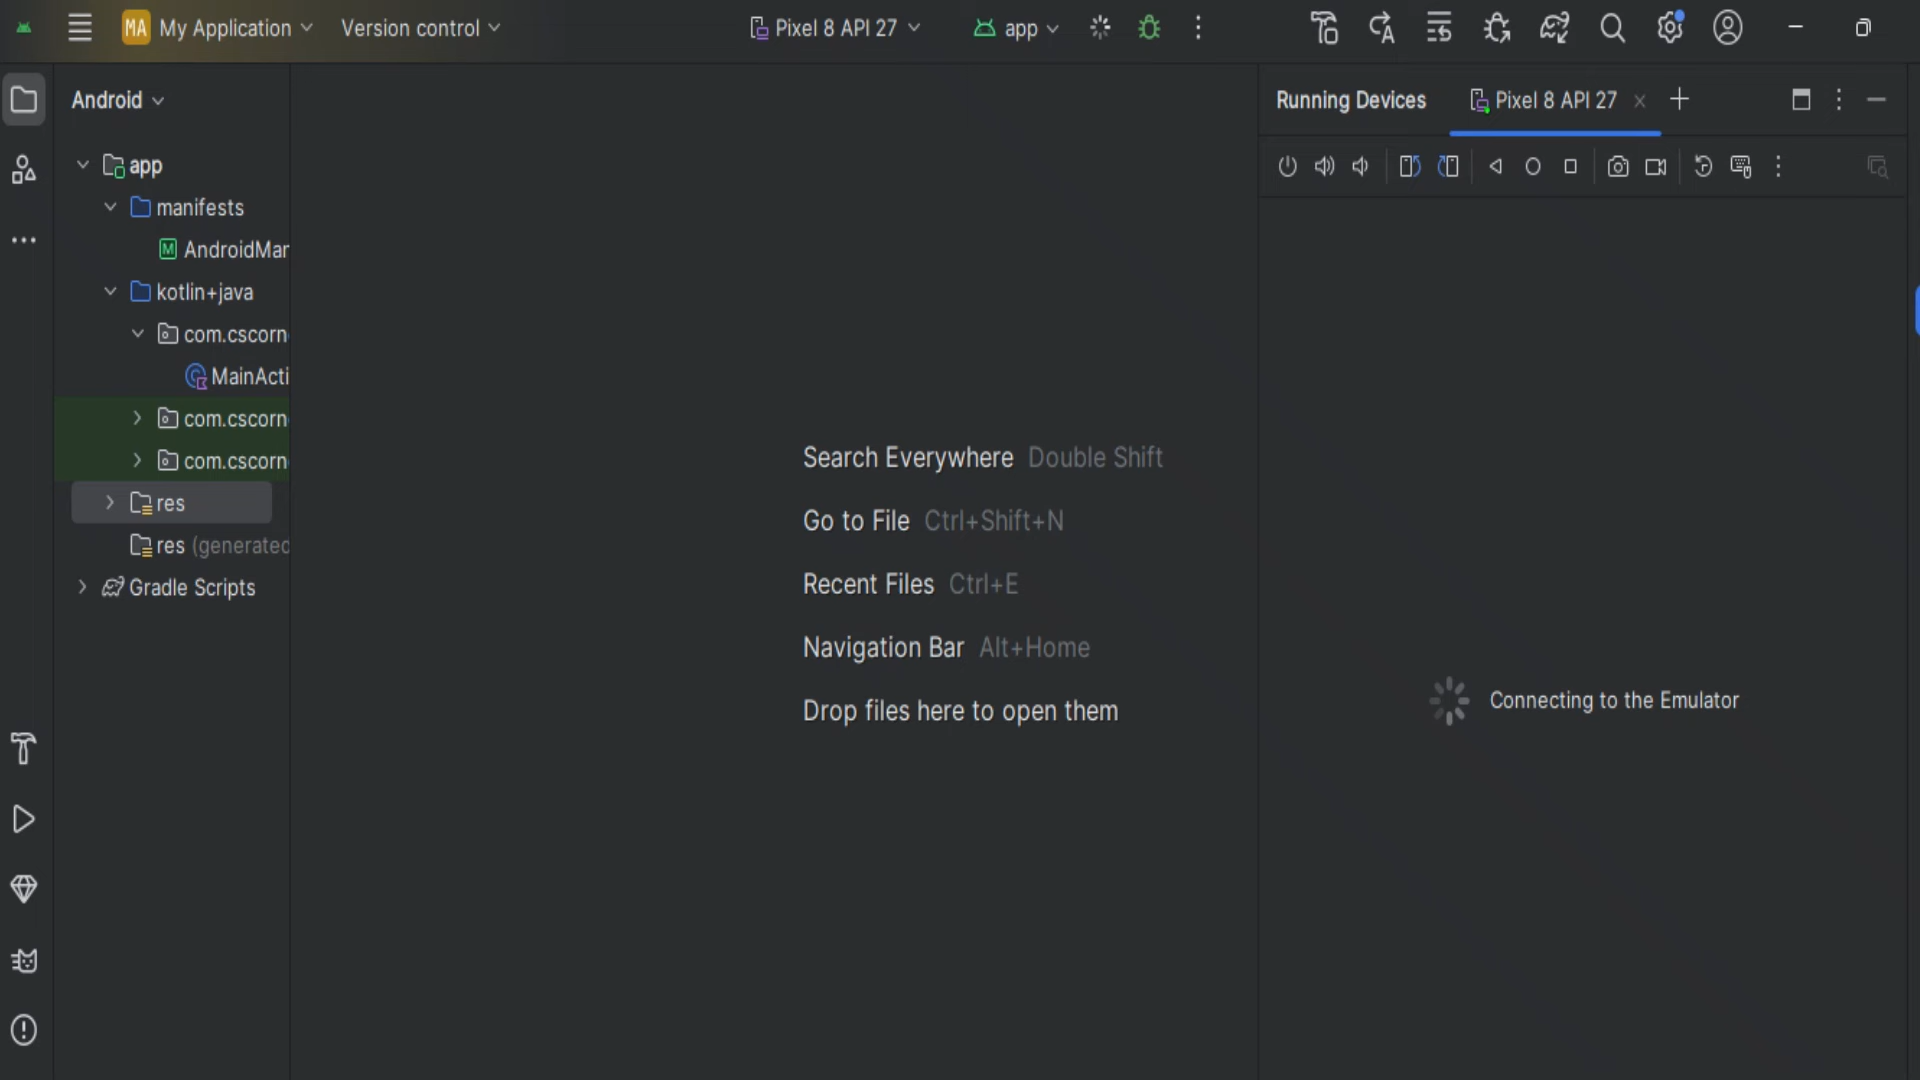 MA My Application Version control Pixel 8 API 27 app
Android
Running Devices Pixel 8 API 27
app
manifests
M AndroidMan
kotlin+java
com.cscorn
MainActi
com.cscorn
com.cscorn
res
res (generated
Gradle Scripts
Search Everywhere Double Shift
Go to File Ctrl+Shift+N
Recent Files Ctrl+E
Navigation Bar Alt+Home
Drop files here to open them
Connecting to the Emulator